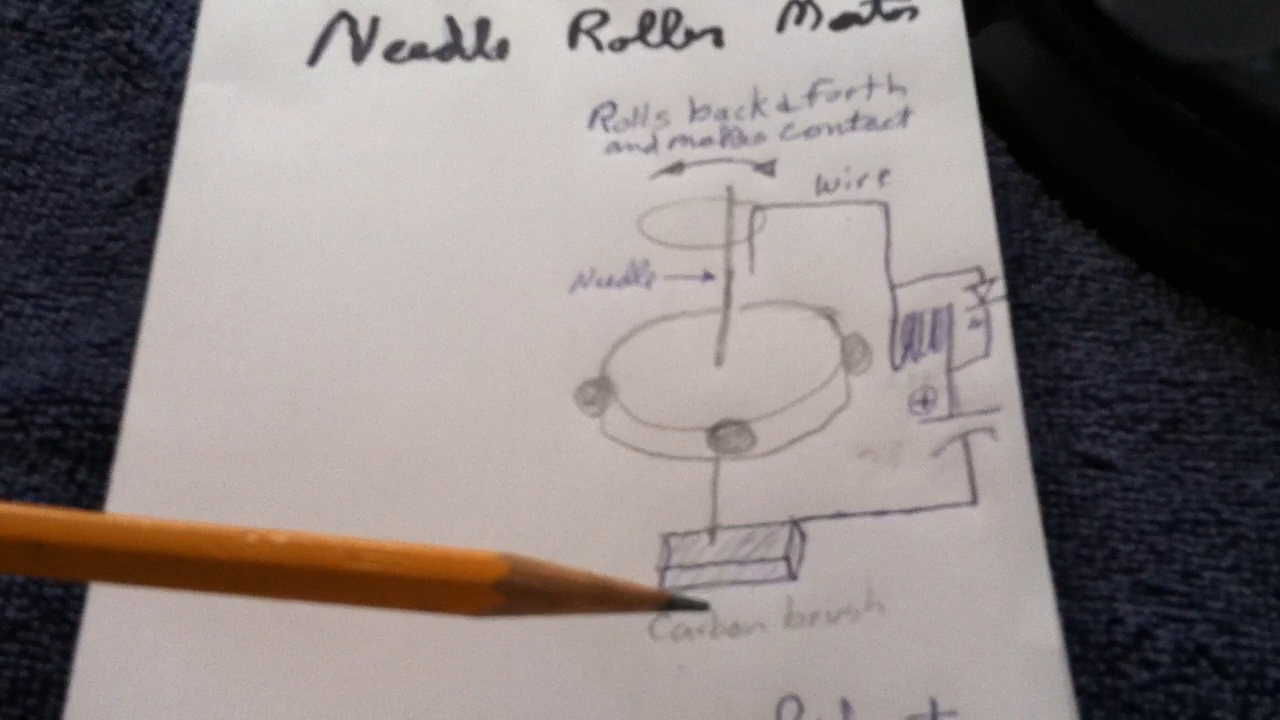 Needle Roller Motor
Rolls back & forth
and makes contact
wire
Needle
+
Carbon brush